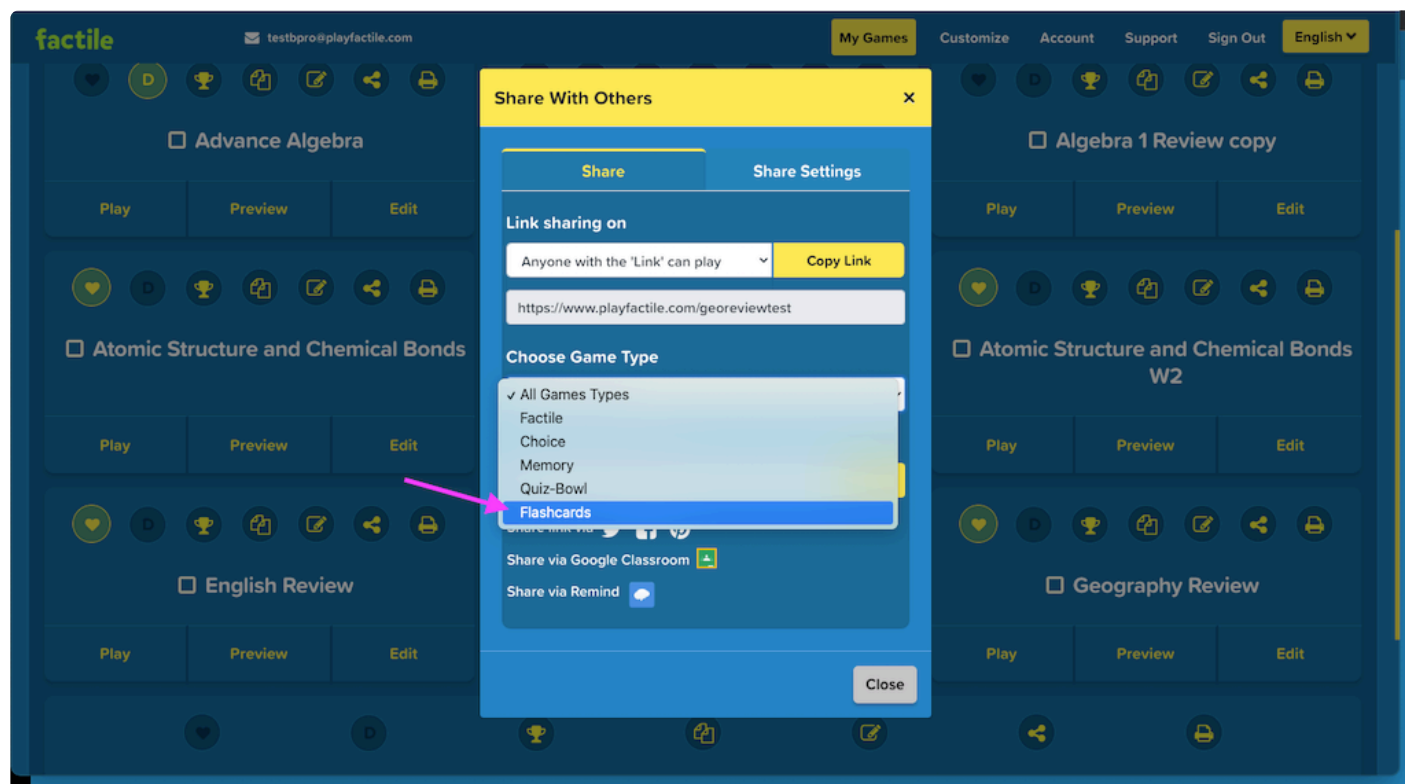 factile
testbpro@playfactile.com
My Games
Customize
Account
Support
Sign Out
English
D
Share With Others
×
Advance Algebra
Algebra 1 Review copy
Share
Share Settings
Play
Preview
Edit
Play
Preview
Edit
Link sharing on
Anyone with the 'Link' can play
Copy Link
D
D
https://www.playfactile.com/georeviewtest
Atomic Structure and Chemical Bonds
Atomic Structure and Chemical Bonds
W2
Choose Game Type
✓ All Games Types
Factile
Choice
Memory
Quiz-Bowl
Flashcards
Play
Preview
Edit
Play
Preview
Edit
D
D
Share link via
Share via Google Classroom
Share via Remind
English Review
Geography Review
Play
Preview
Edit
Play
Preview
Edit
Close
D